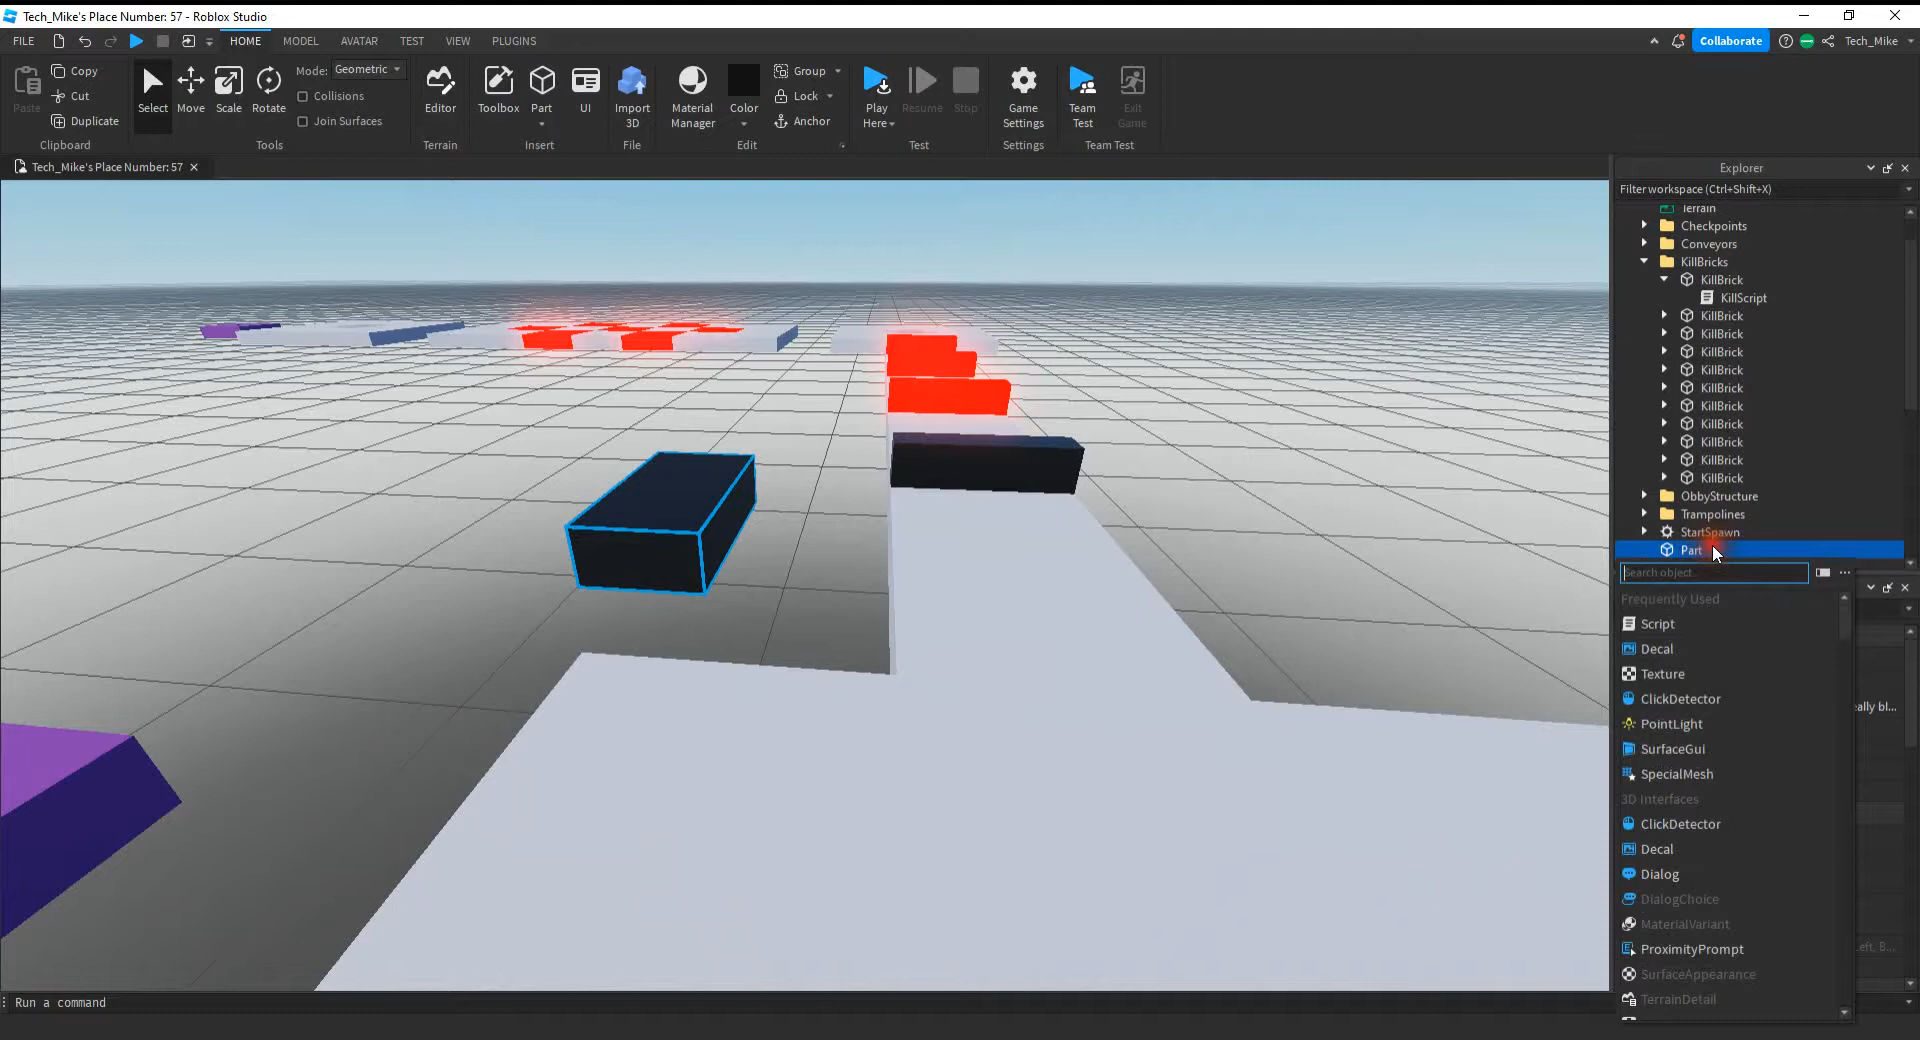 Tech_Mike's Place Number: 57 - Roblox Studio
FILE HOME MODEL AVATAR TEST VIEW PLUGINS Collaborate Tech_Mike
Paste Copy Cut Duplicate Clipboard
Select Move Scale Rotate Mode: Geometric Collisions Join Surfaces Tools
Editor Terrain
Toolbox Part UI Insert
Import 3D File
Material Manager Color Group Lock Anchor Edit
Play Here Resume Stop Test
Game Settings Settings
Team Test Exit Game Team Test
Tech_Mike's Place Number: 57
Explorer
Filter workspace (Ctrl+Shift+X)
Terrain
Checkpoints
Conveyors
KillBricks
KillBrick
KillScript
KillBrick
KillBrick
KillBrick
KillBrick
KillBrick
KillBrick
KillBrick
KillBrick
KillBrick
KillBrick
ObbyStructure
Trampolines
StartSpawn
Part
Search object
Frequently Used
Script
Decal
Texture
ClickDetector
PointLight
SurfaceGui
SpecialMesh
3D Interfaces
ClickDetector
Decal
Dialog
DialogChoice
MaterialVariant
ProximityPrompt
SurfaceAppearance
TerrainDetail
Run a command